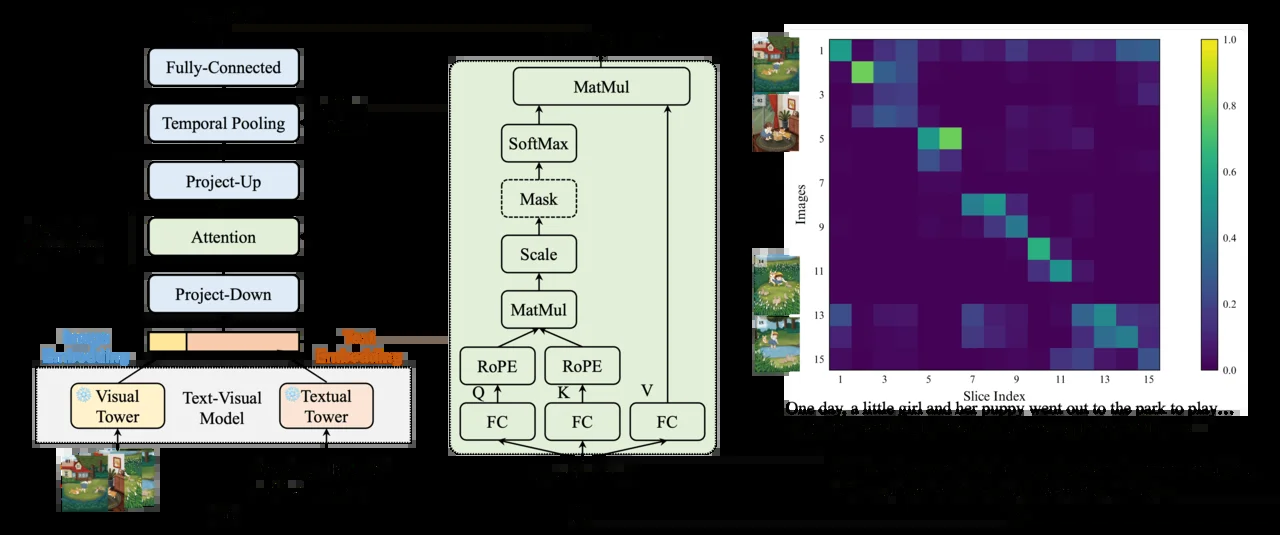 Fully-Connected
Temporal Pooling
Project-Up
Attention
Project-Down
Embedding
Embedding
Visual
Tower
Text-Visual
Model
Textual
Tower
MatMul
SoftMax
Mask
Scale
MatMul
RoPE
RoPE
Q
K
V
FC
FC
FC
Images
1
3
5
7
9
11
13
15
1
3
5
7
9
11
13
15
Slice Index
1.0
0.8
0.6
0.4
0.2
0.0
One day, a little girl and her puppy went out to the park to play...